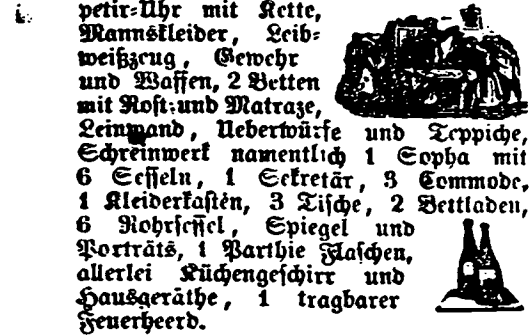 petir-Uhr mit Kette,
Mannskleider, Leib-
weißzeug, Gewehr
und Waffen, 2 Betten
mit Rost- und Matraze,
Leinwand, Ueberwürfe und Teppiche,
Schreinwerk namentlich 1 Sopha mit
6 Sesseln, 1 Sekretär, 3 Commode,
1 Kleiderkasten, 3 Tische, 2 Bettladen,
6 Rohrsessel, Spiegel und
Porträts, 1 Parthie Flaschen,
allerlei Küchengeschirr und
Hausgeräthe, 1 tragbarer
Feuerheerd.